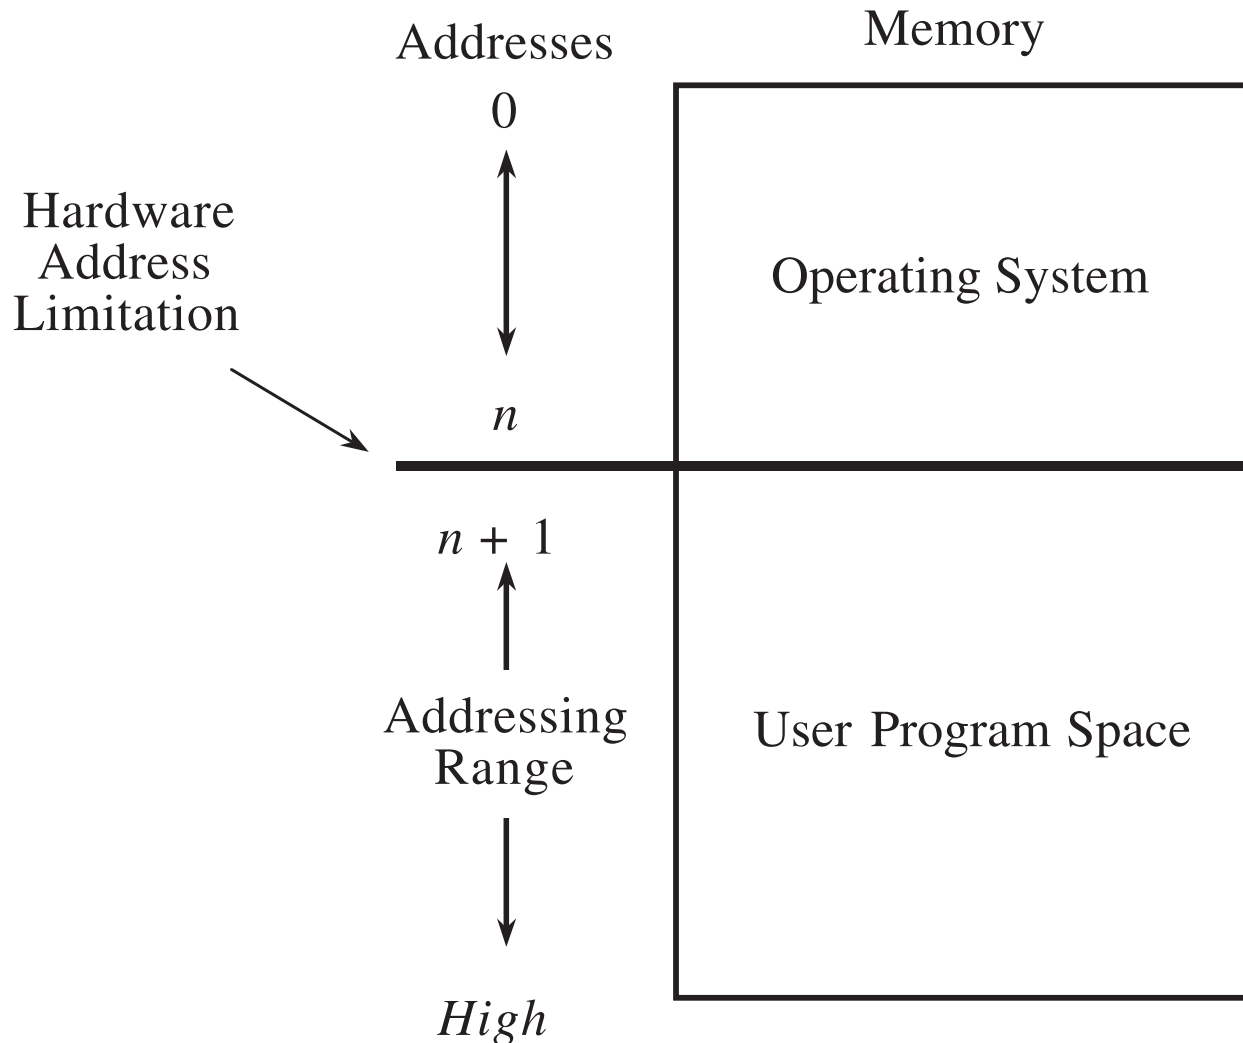 Addresses
Memory
0
Hardware
Address
Limitation
Operating System
n
n + 1
Addressing
Range
User Program Space
High